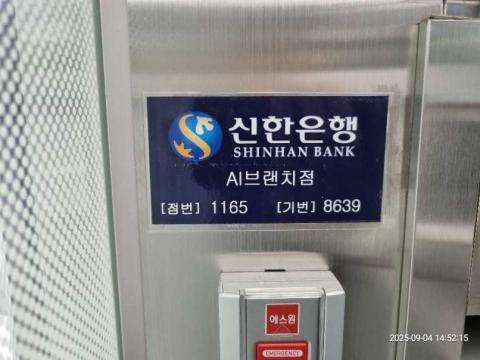 신한은행
SHINHAN BANK
AI브랜치점
[점번] 1165 [기번] 8639
에스원
EMERGENCY
2025-09-04 14:52:15